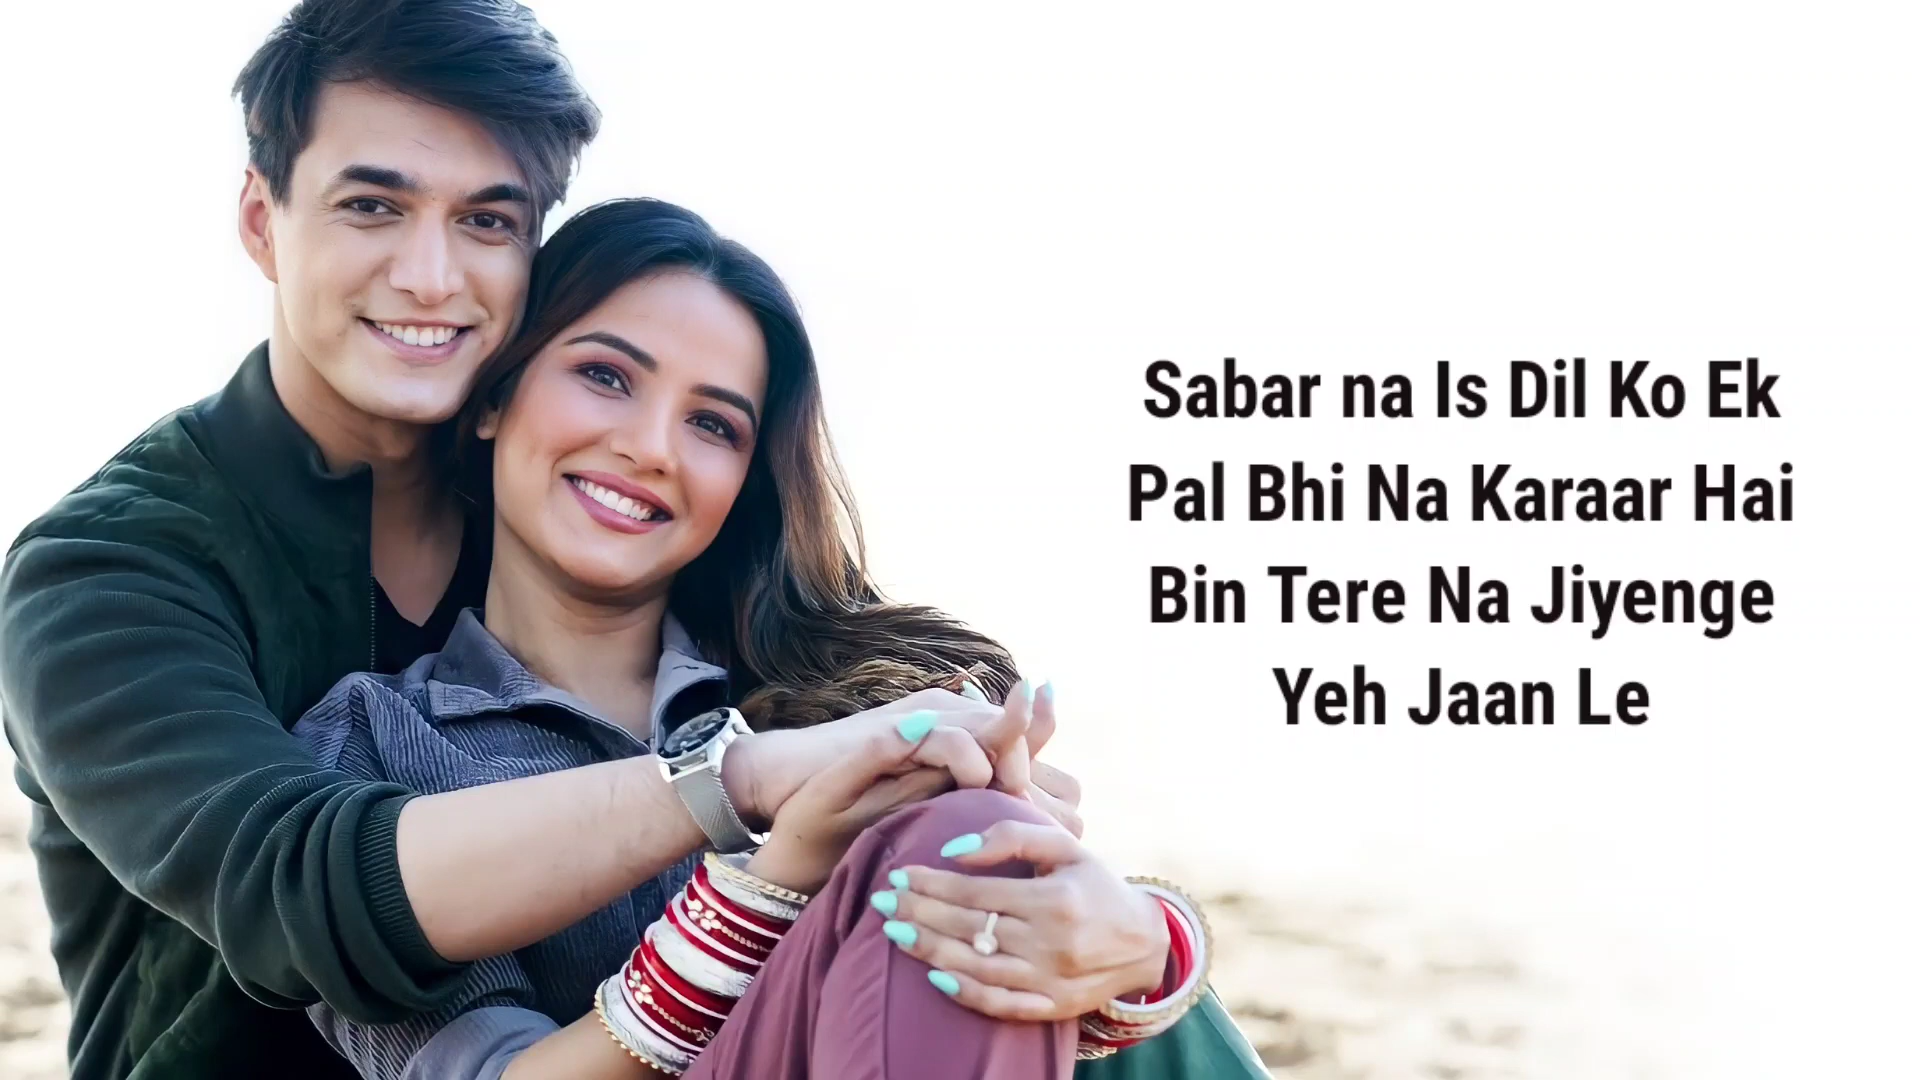 Sabar na Is Dil Ko Ek
Pal Bhi Na Karaar Hai
Bin Tere Na Jiyenge
Yeh Jaan Le